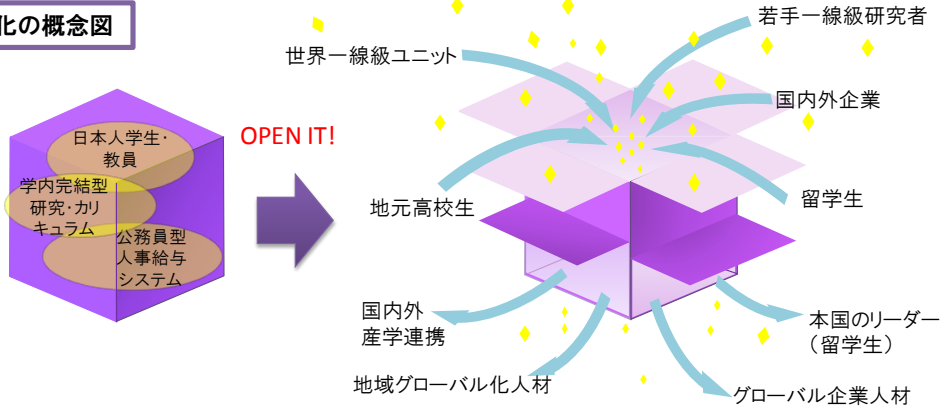 化の概念図
日本人学生・
教員
学内完結型
研究・カリ
キュラム
公務員型
人事給与
システム
OPEN IT!
若手一線級研究者
世界一線級ユニット
国内外企業
地元高校生
留学生
国内外
産学連携
地域グローバル化人材
グローバル企業人材
本国のリーダー
（留学生）